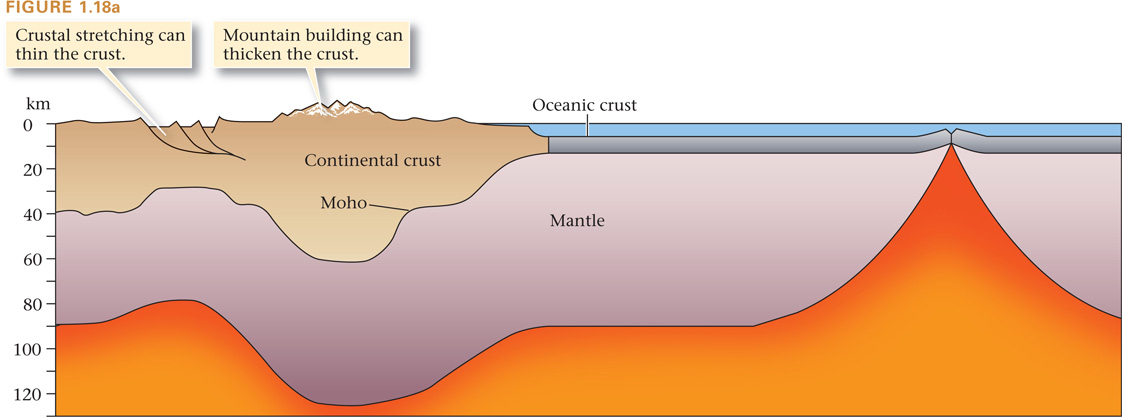 FIGURE 1.18a
Crustal stretching can
thin the crust.
Mountain building can
thicken the crust.
km
0
20
40
60
80
100
120
Oceanic crust
Continental crust
Moho
Mantle